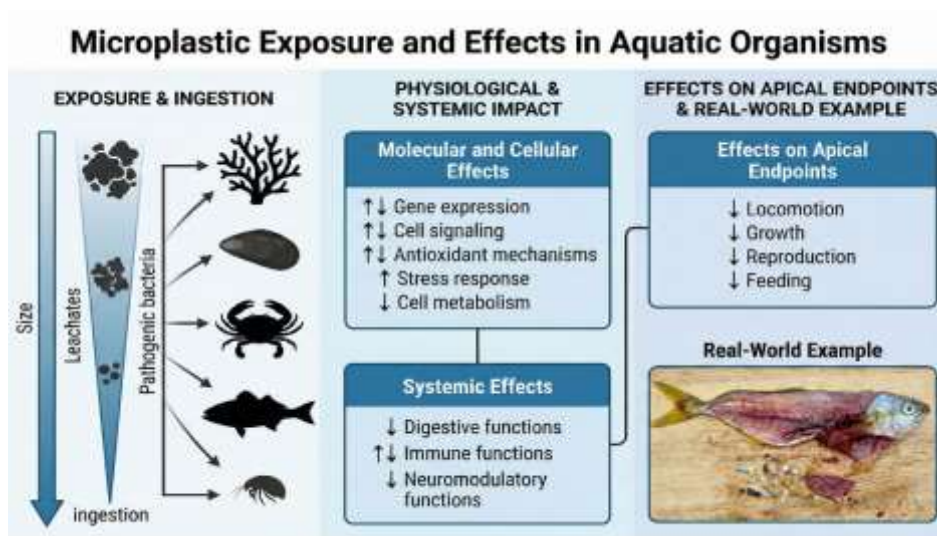 Microplastic Exposure and Effects in Aquatic Organisms
EXPOSURE & INGESTION
Size
Leachates
Pathogenic bacteria
ingestion
PHYSIOLOGICAL &
SYSTEMIC IMPACT
Molecular and Cellular
Effects
↑↓ Gene expression
↑↓ Cell signaling
↑↓ Antioxidant mechanisms
↑ Stress response
↓ Cell metabolism
Systemic Effects
↓ Digestive functions
↑↓ Immune functions
↓ Neuromodulatory
functions
EFFECTS ON APICAL ENDPOINTS
& REAL-WORLD EXAMPLE
Effects on Apical
Endpoints
↓ Locomotion
↓ Growth
↓ Reproduction
↓ Feeding
Real-World Example